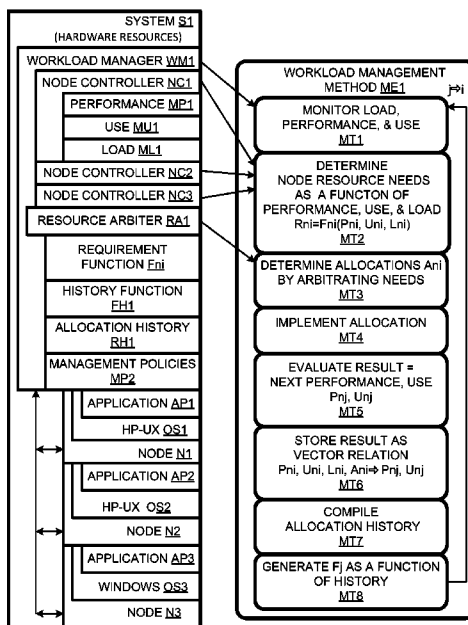 SYSTEM S1
(HARDWARE RESOURCES)
WORKLOAD MANAGER WM1
NODE CONTROLLER NC1
PERFORMANCE MP1
USE MU1
LOAD ML1
NODE CONTROLLER NC2
NODE CONTROLLER NC3
RESOURCE ARBITER RA1
REQUIREMENT
FUNCTION Fni
HISTORY FUNCTION
FH1
ALLOCATION HISTORY
RH1
MANAGEMENT POLICIES
MP2
APPLICATION AP1
HP-UX OS1
NODE N1
APPLICATION AP2
HP-UX OS2
NODE N2
APPLICATION AP3
WINDOWS OS3
NODE N3
WORKLOAD MANAGEMENT
METHOD ME1
j⇨i
MONITOR LOAD,
PERFORMANCE, & USE
MT1
DETERMINE
NODE RESOURCE NEEDS
AS A FUNCTON OF
PERFORMANCE, USE, & LOAD
Rni=Fni(Pni, Uni, Lni)
MT2
DETERMINE ALLOCATIONS Ani
BY ARBITRATING NEEDS
MT3
IMPLEMENT ALLOCATION
MT4
EVALUATE RESULT =
NEXT PERFORMANCE, USE
Pnj, Unj
MT5
STORE RESULT AS
VECTOR RELATION
Pni, Uni, Lni, Ani⇨ Pnj, Unj
MT6
COMPILE
ALLOCATION HISTORY
MT7
GENERATE Fj AS A FUNCTION
OF HISTORY
MT8